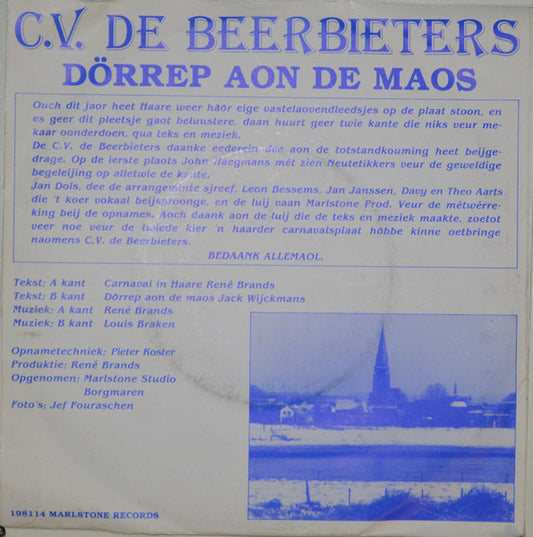 C.V. DE BEERBIETERS
DÖRREP AON DE MAOS
Ouch dit jaor heet Haare weer häör eige vastelaovendleedsjes op de plaat stoon, en
es geer dit pleetsje gaot beluustere, daan huurt geer twie kante die niks veur me-
kaar oonderdoen, qua teks en meziek.
De C.V. de Beerbieters daanke eederein dee aon de totstandkouming heet beijge-
drage. Op de ierste plaots John Haegmans mèt zien Neutetikkers veur de geweldige
begeleijing op alletwie de kante.
Jan Dols, dee de arrangeminte sjreef, Leon Bessems, Jan Janssen, Davy en Theo Aarts
die 't koer vokaal beijsproonge, en de luij vaan Marlstone Prod. Veur de métwérre-
king beij de opnames. Aoch daank aon de luij die de teks en meziek maakte, zoetot
veer noe veur de twiede kier 'n haarder carnavalsplaat höbbe kinne oetbringe
naomens C.V. de Beerbieters.
BEDAANK ALLEMAOL.
Tekst; A kant Carnaval in Haare René Brands
Tekst; B kant Dörrep aon de maos Jack Wijckmans
Muziek; A kant René Brands
Muziek; B kant Louis Braken
Opnametechniek; Pieter Koster
Produktie; René Brands
Opgenomen; Marlstone Studio
Borgmaren
Foto's; Jef Fouraschen
198114 MARLSTONE RECORDS